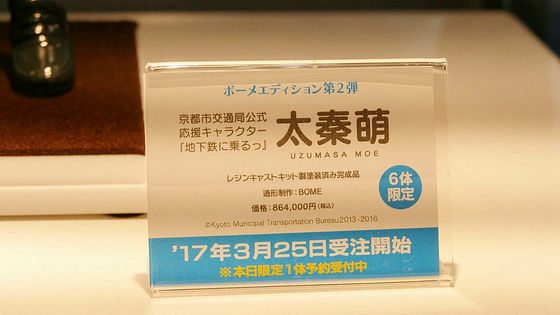 ボーメエディション第2弾
京都市交通局公式
応援キャラクター
『地下鉄に乗るっ』
太秦萌
UZUMASA MOE
レジンキャストキット製塗装済み完成品
造形制作：BOME
価格：864,000円(税込)
6体
限定
©Kyoto Municipal Transportation Bureau2013-2016
'17年3月25日受注開始
※本日限定1体予約受付中